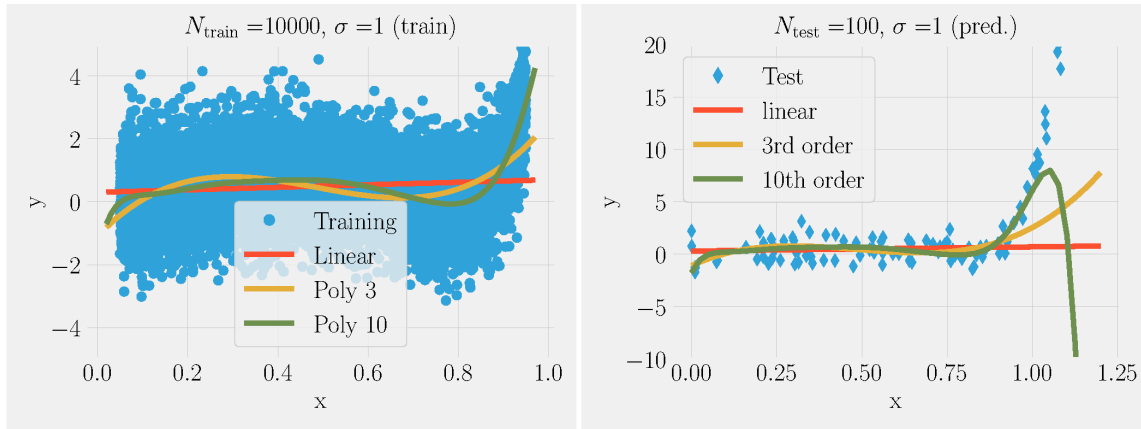 N_train =10000, σ =1 (train)
4
2
0
−2
−4
y
0.0 0.2 0.4 0.6 0.8 1.0
x
Training
Linear
Poly 3
Poly 10
N_test =100, σ =1 (pred.)
20
15
10
5
0
−5
−10
y
0.00 0.25 0.50 0.75 1.00 1.25
x
Test
linear
3rd order
10th order